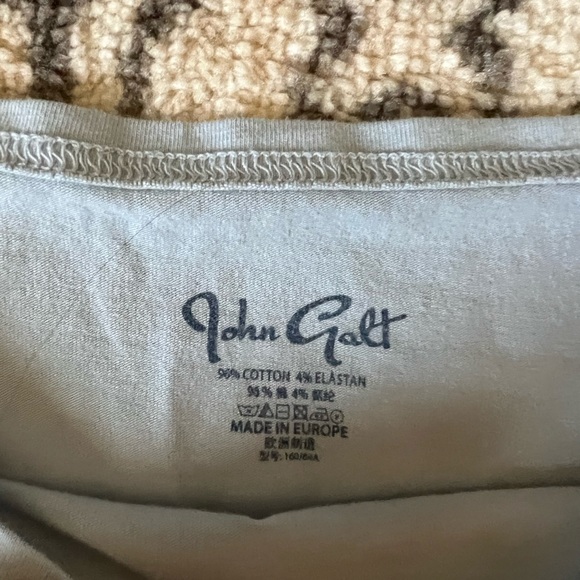 John Galt
96% COTTON 4% ELASTAN
95% 棉 4% 氨纶
MADE IN EUROPE
欧洲制造
型号: 160/84A